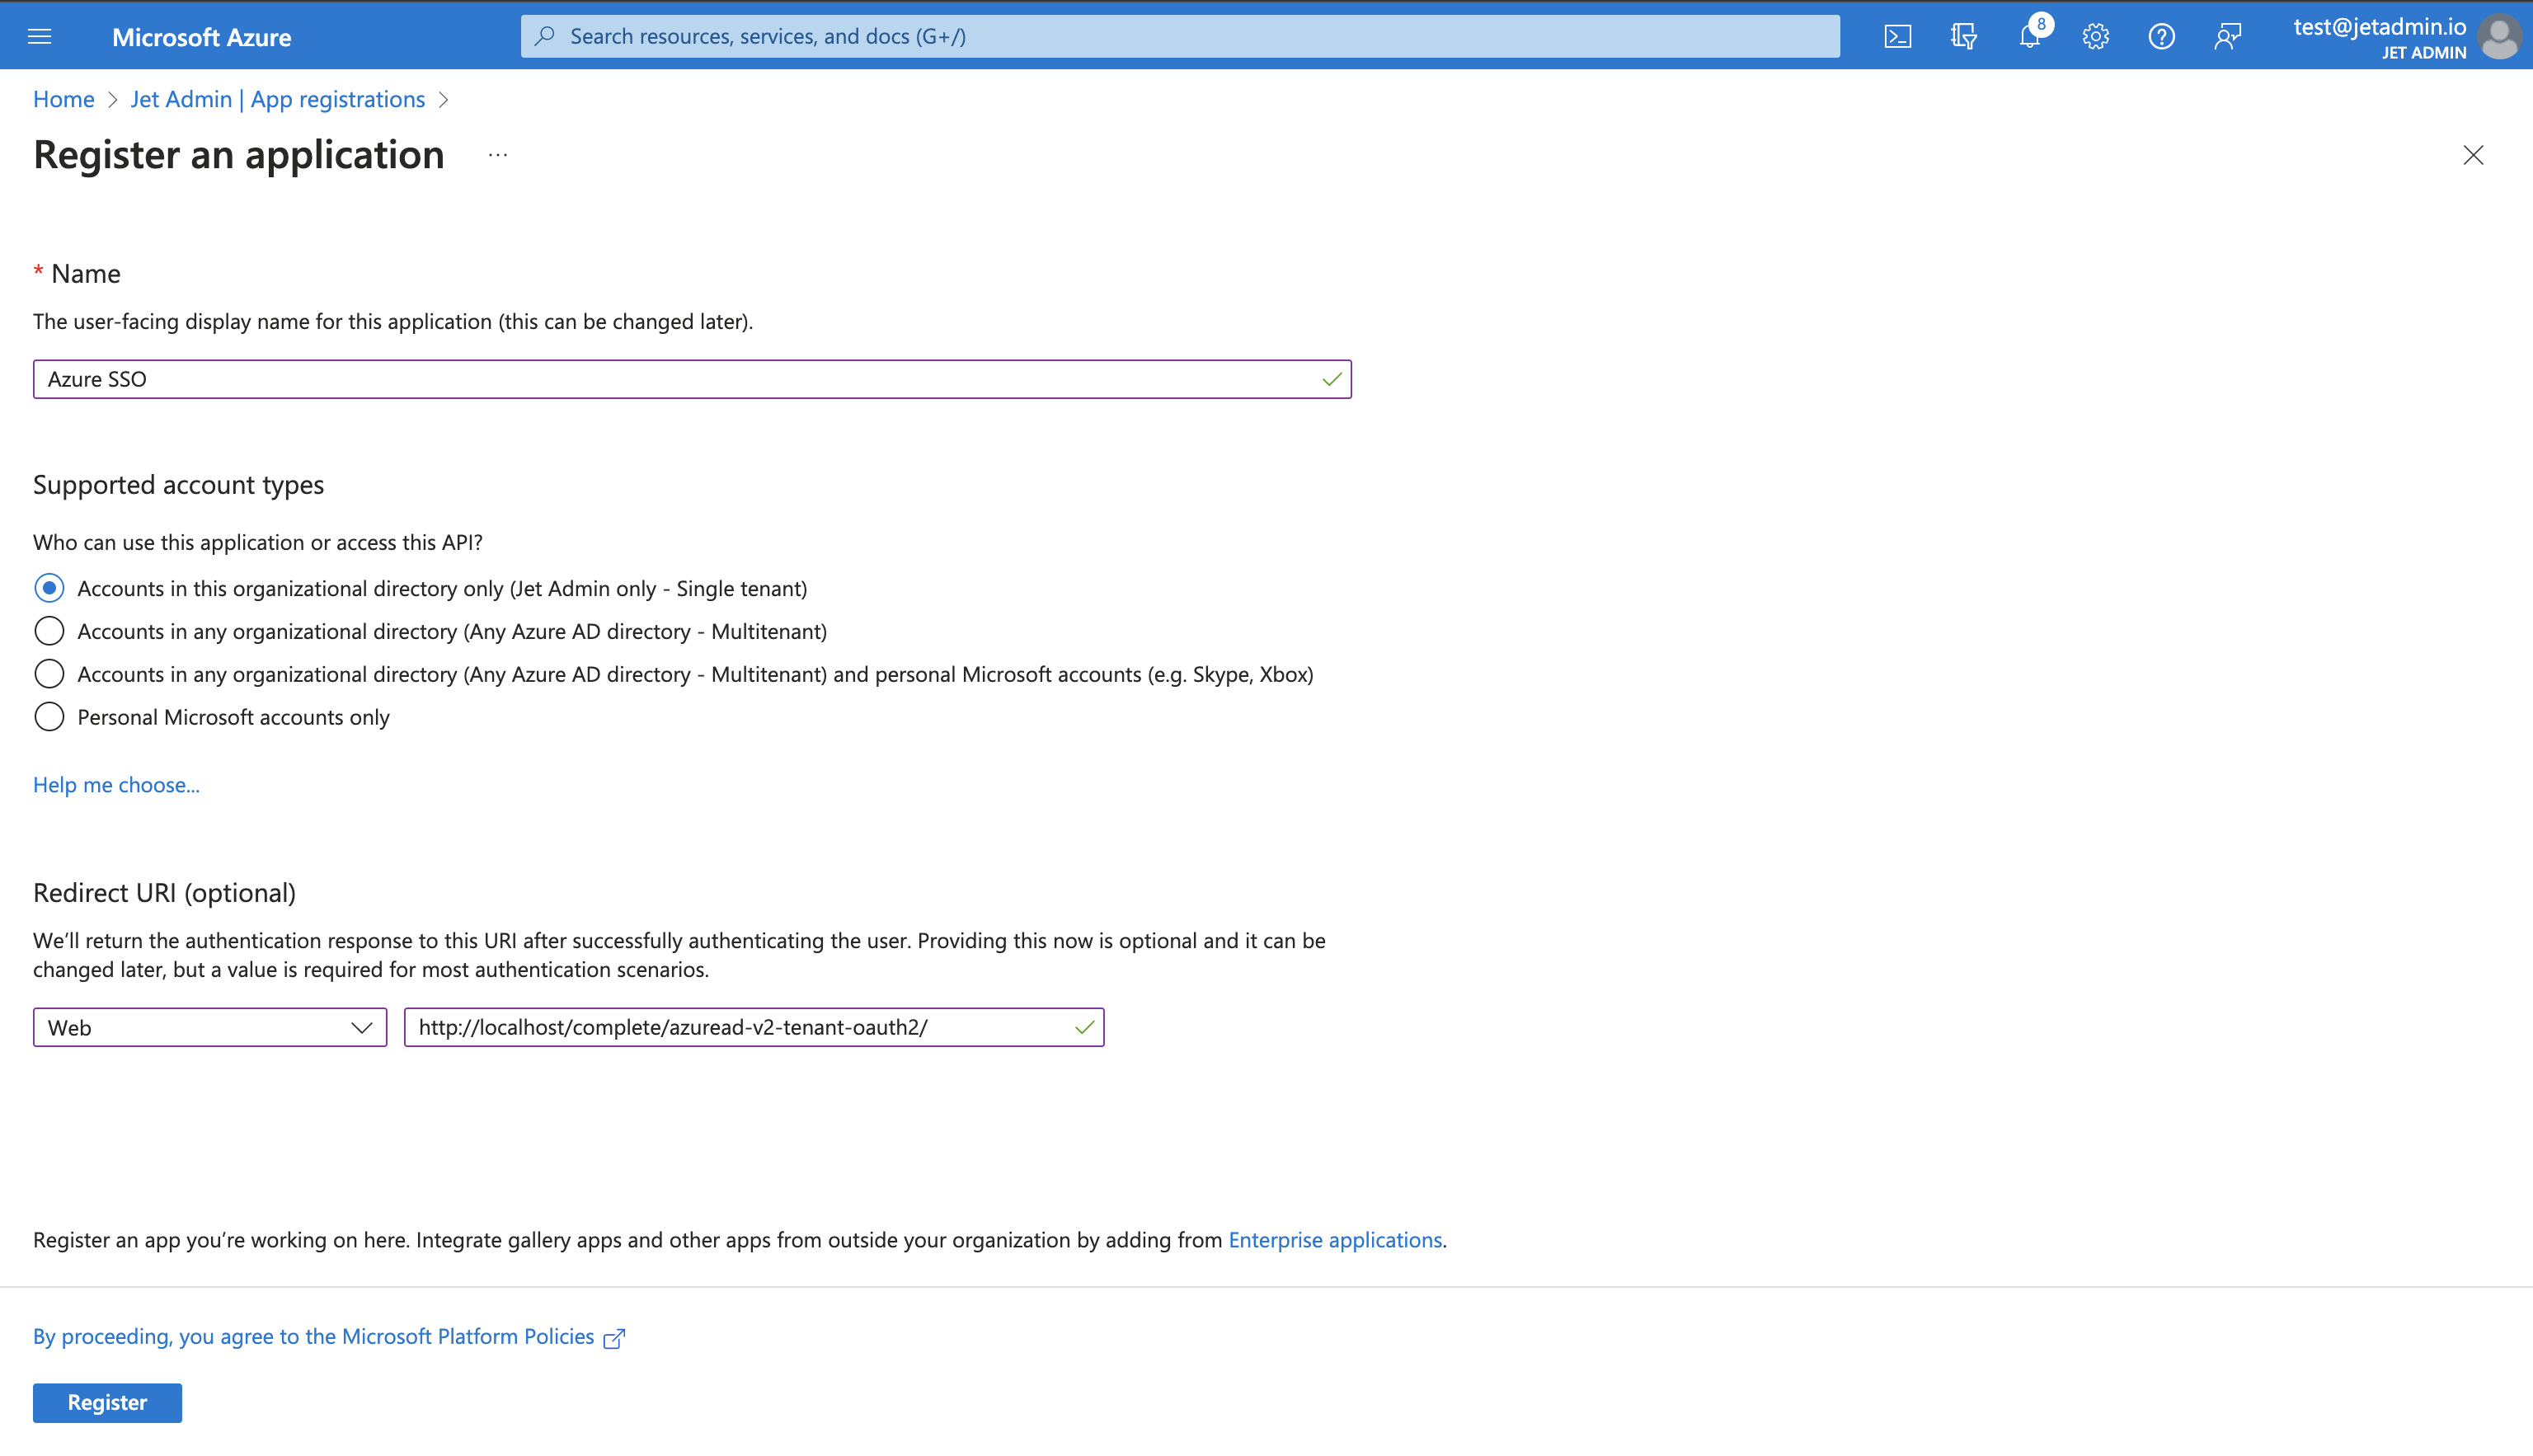 Microsoft Azure
Search resources, services, and docs (G+/)
8
test@jetadmin.io
JET ADMIN
Home > Jet Admin | App registrations >
Register an application ...
* Name
The user-facing display name for this application (this can be changed later).
Azure SSO
Supported account types
Who can use this application or access this API?
Accounts in this organizational directory only (Jet Admin only - Single tenant)
Accounts in any organizational directory (Any Azure AD directory - Multitenant)
Accounts in any organizational directory (Any Azure AD directory - Multitenant) and personal Microsoft accounts (e.g. Skype, Xbox)
Personal Microsoft accounts only
Help me choose...
Redirect URI (optional)
We’ll return the authentication response to this URI after successfully authenticating the user. Providing this now is optional and it can be
changed later, but a value is required for most authentication scenarios.
Web
http://localhost/complete/azuread-v2-tenant-oauth2/
Register an app you’re working on here. Integrate gallery apps and other apps from outside your organization by adding from Enterprise applications.
By proceeding, you agree to the Microsoft Platform Policies
Register